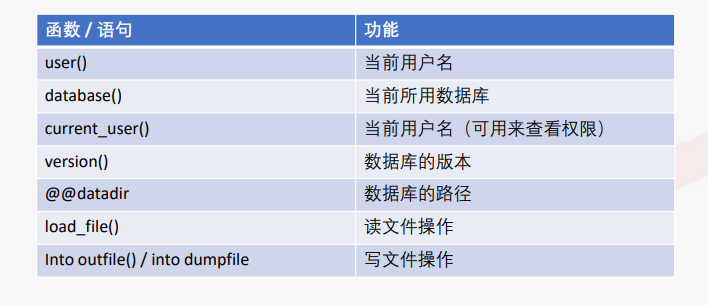 函数 / 语句 功能
user() 当前用户名
database() 当前所用数据库
current_user() 当前用户名（可用来查看权限）
version() 数据库的版本
@@datadir 数据库的路径
load_file() 读文件操作
Into outfile() / into dumpfile 写文件操作